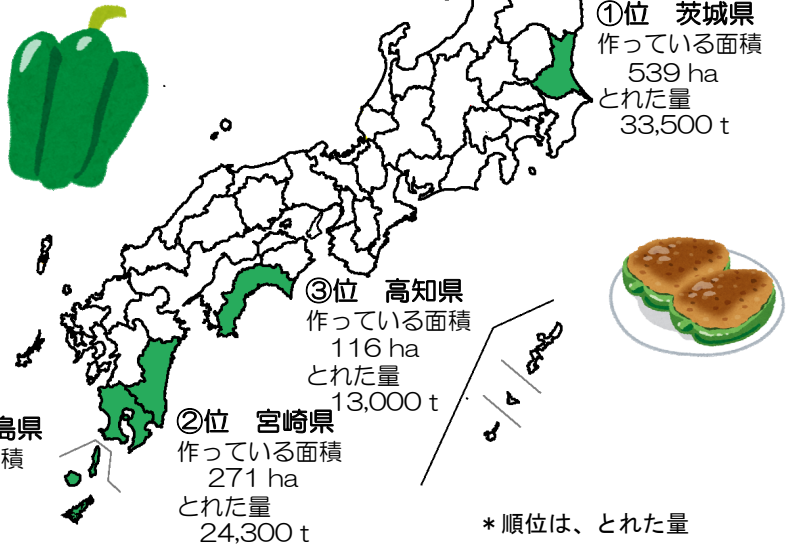 ①位　茨城県
作っている面積
539 ha
とれた量
33,500 t
③位　高知県
作っている面積
116 ha
とれた量
13,000 t
②位　宮崎県
作っている面積
271 ha
とれた量
24,300 t
島県
積
＊順位は、とれた量